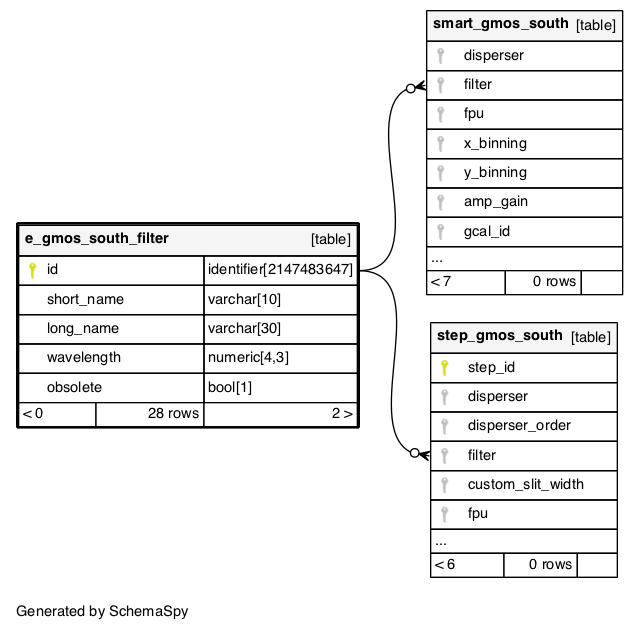 smart_gmos_south [table]
disperser
filter
fpu
x_binning
y_binning
amp_gain
gcal_id
...
< 7 0 rows
e_gmos_south_filter [table]
id identifier[2147483647]
short_name varchar[10]
long_name varchar[30]
wavelength numeric[4,3]
obsolete bool[1]
< 0 28 rows 2 >
step_gmos_south [table]
step_id
disperser
disperser_order
filter
custom_slit_width
fpu
...
< 6 0 rows
Generated by SchemaSpy